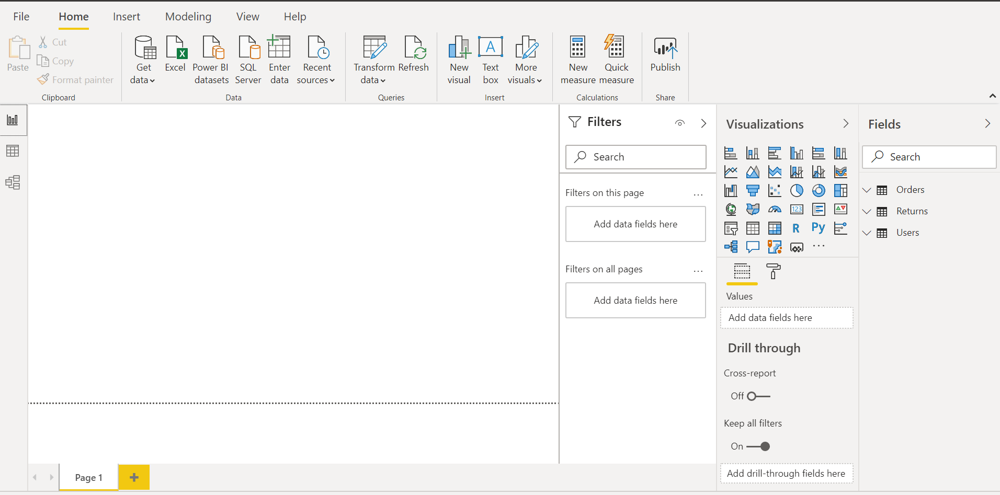 File Home Insert Modeling View Help
Paste
Cut
Copy
Format painter
Clipboard
Get
data
Excel
Power BI
datasets
SQL
Server
Enter
data
Recent
sources
Data
Transform
data
Refresh
Queries
New
visual
Text
box
More
visuals
Insert
New
measure
Quick
measure
Calculations
Publish
Share
Filters
Search
Filters on this page ...
Add data fields here
Filters on all pages ...
Add data fields here
Visualizations
123
R
Py
...
Values
Add data fields here
Drill through
Cross-report
Off
Keep all filters
On
Add drill-through fields here
Fields
Search
Orders
Returns
Users
Page 1